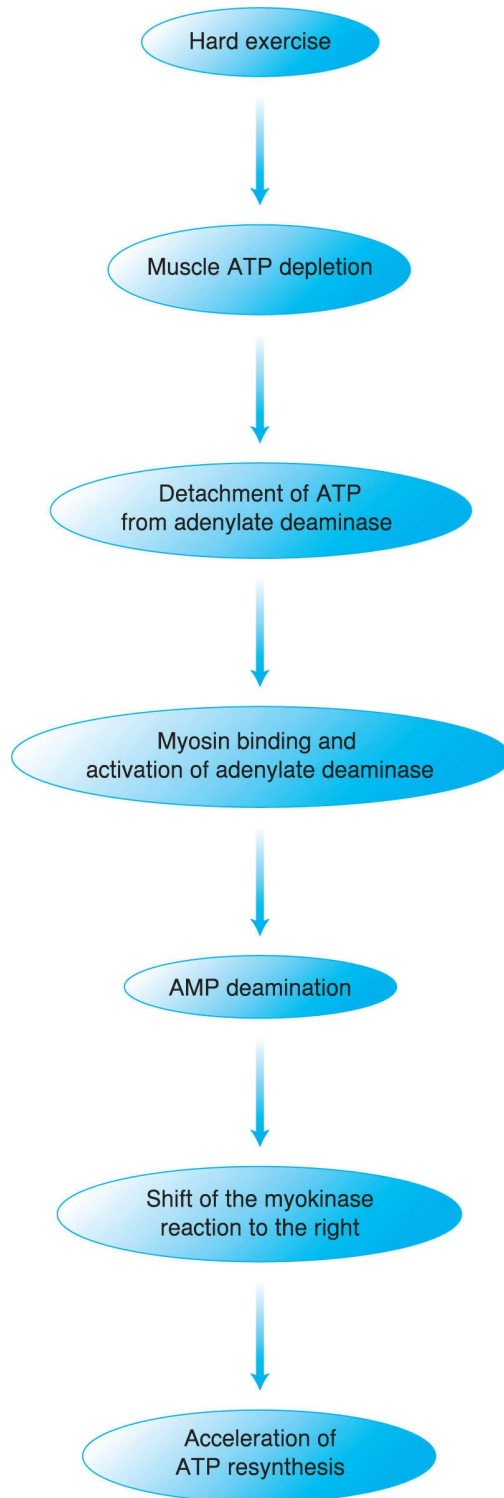 Hard exercise
Muscle ATP depletion
Detachment of ATP
from adenylate deaminase
Myosin binding and
activation of adenylate deaminase
AMP deamination
Shift of the myokinase
reaction to the right
Acceleration of
ATP resynthesis